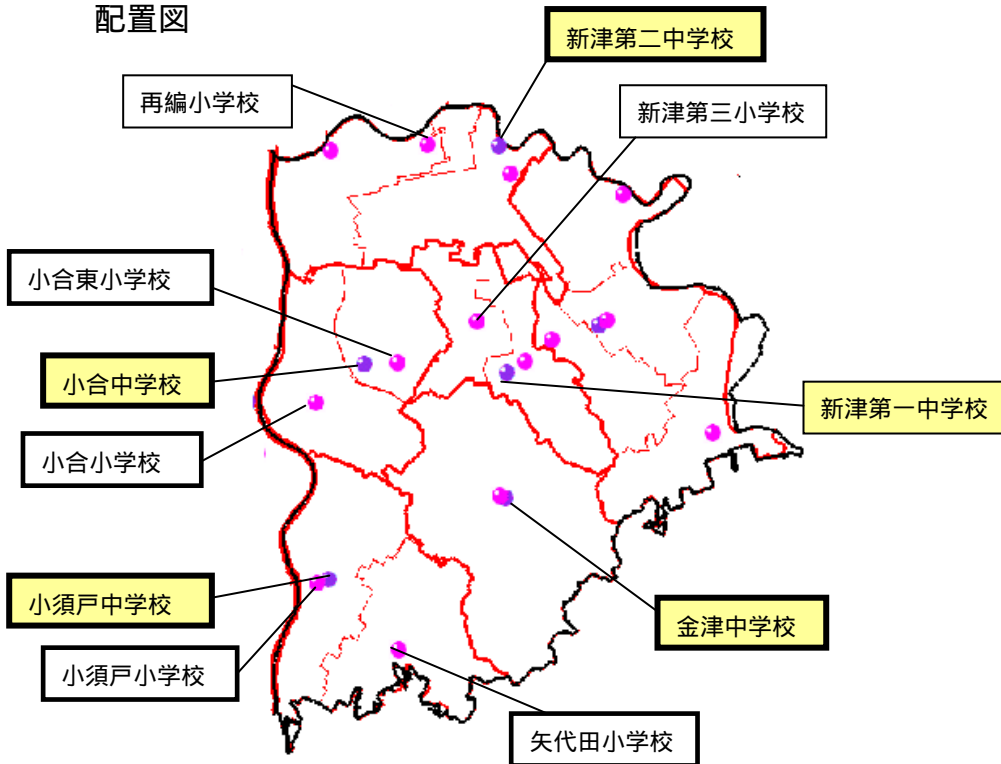 配置図
新津第二中学校
再編小学校
新津第三小学校
小合東小学校
小合中学校
新津第一中学校
小合小学校
小須戸中学校
金津中学校
小須戸小学校
矢代田小学校